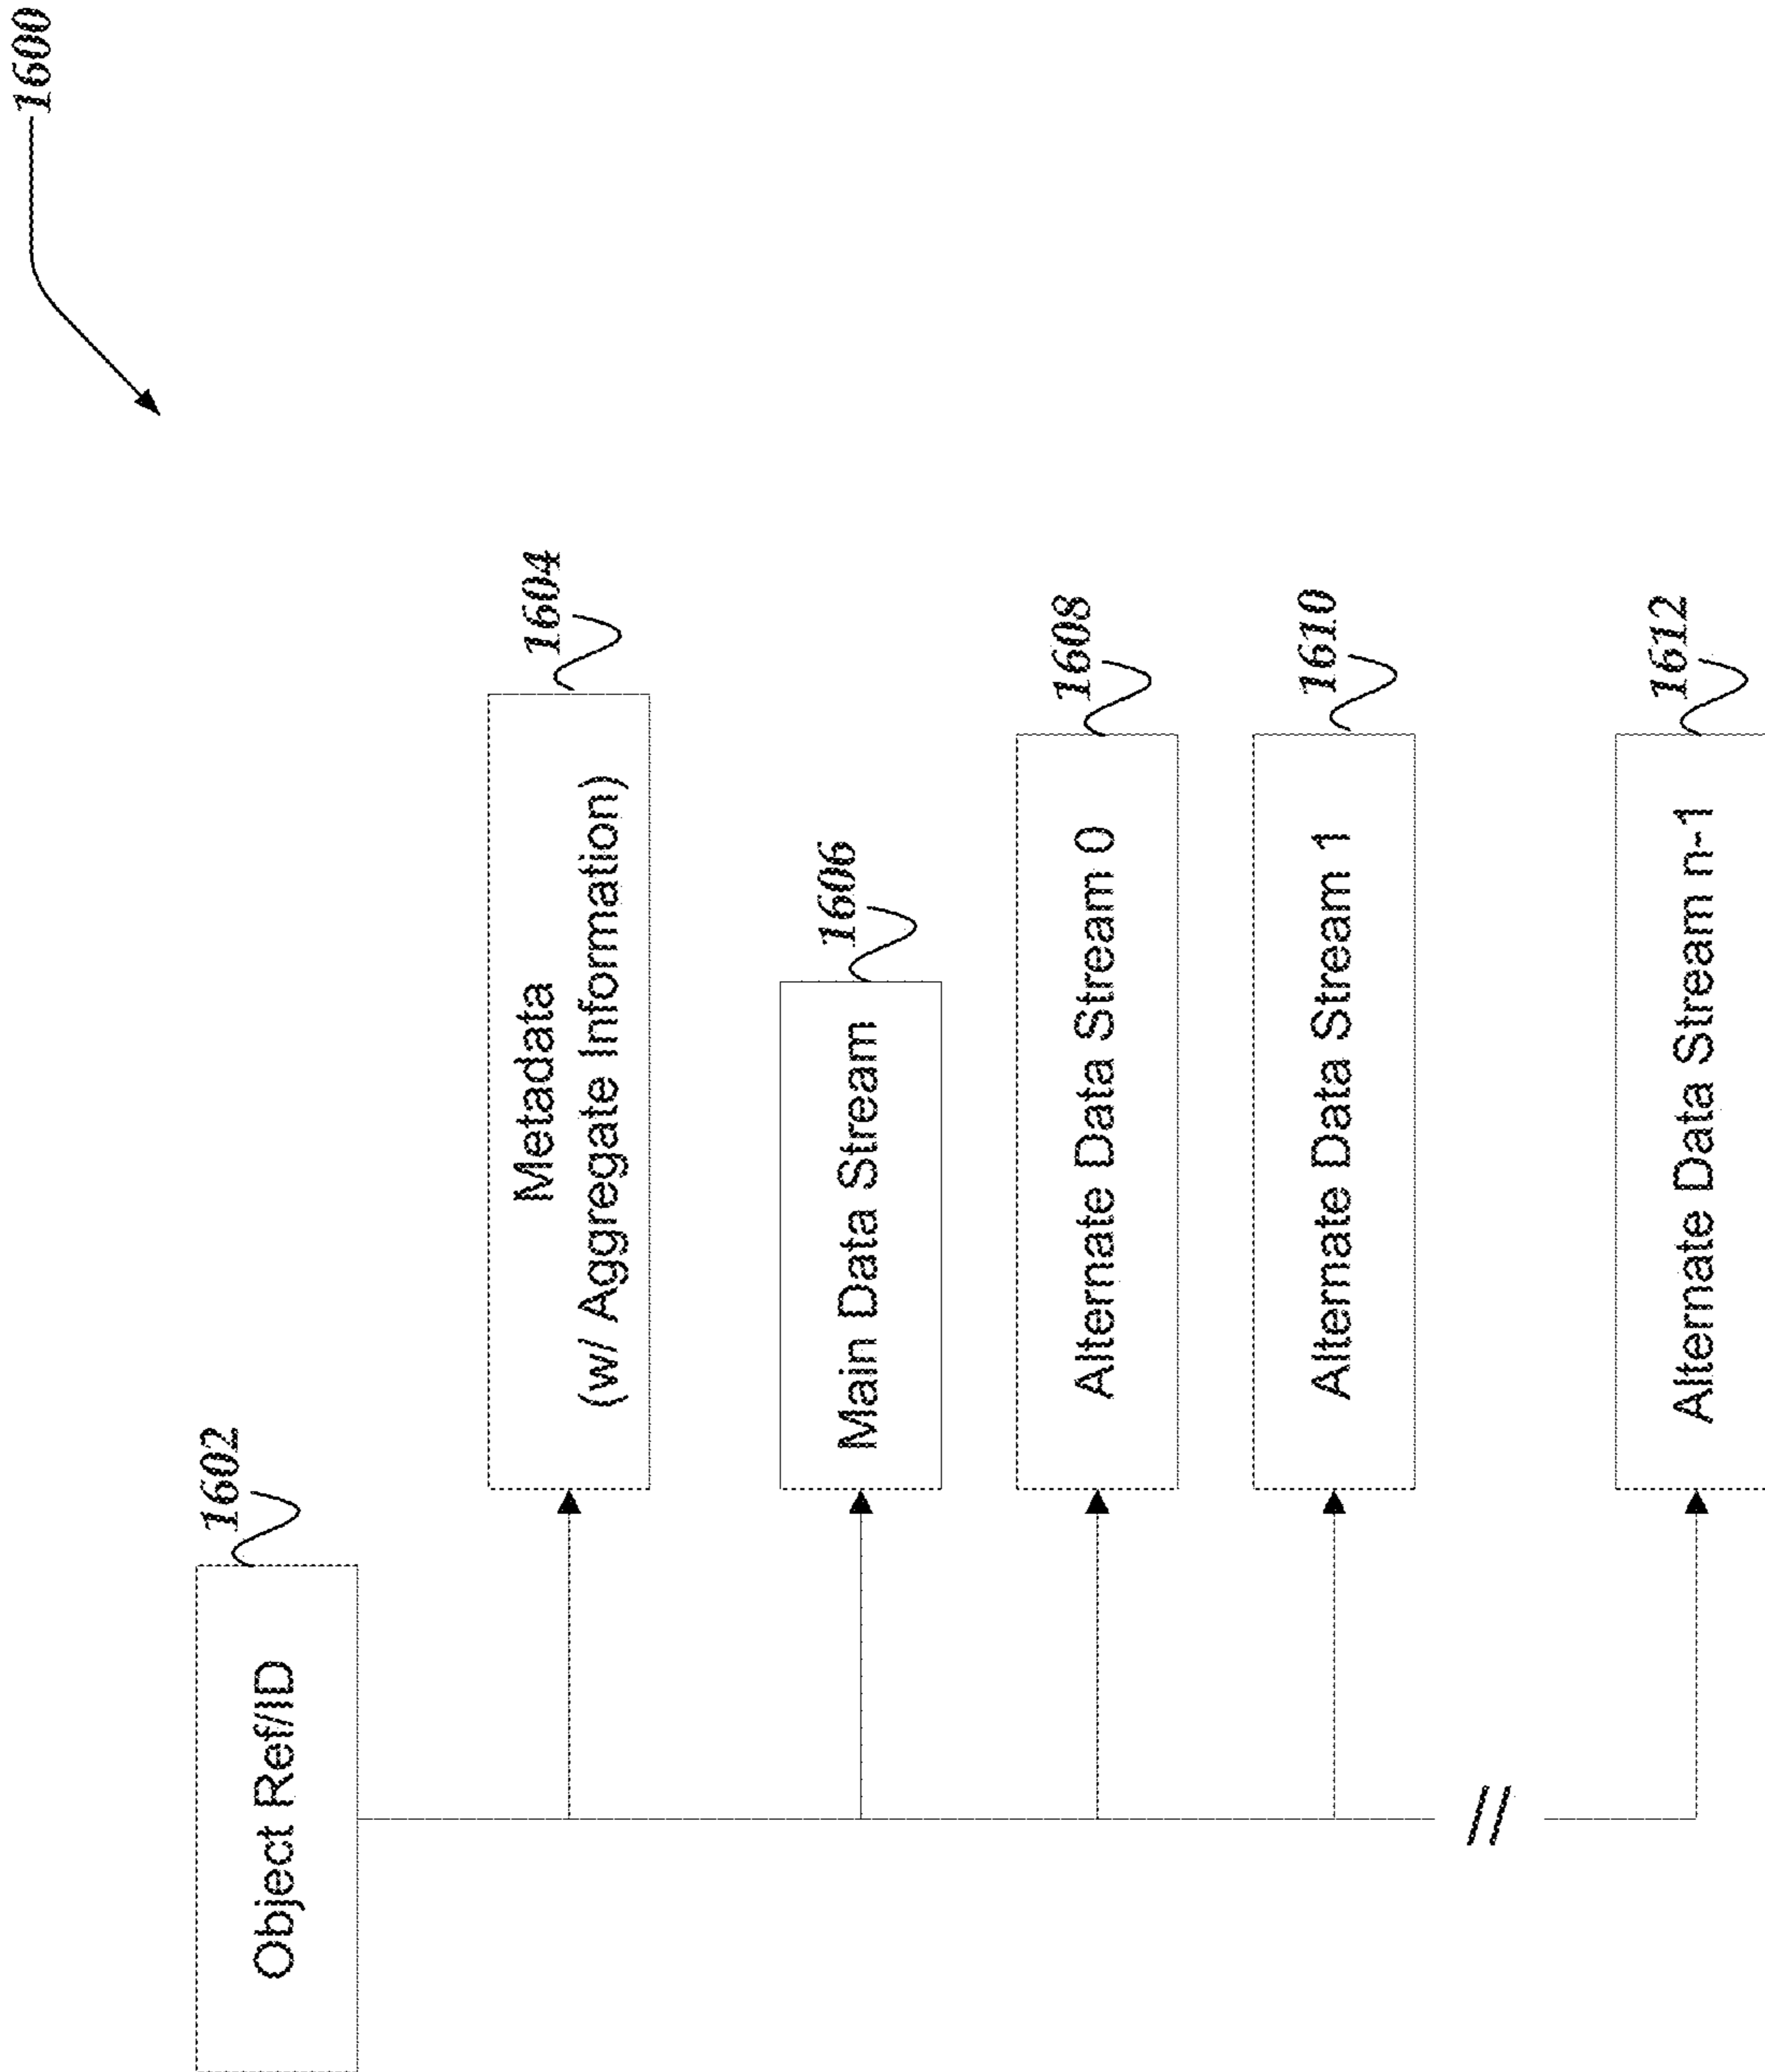 1600
Object Ref/ID
1602
Metadata
(w/ Aggregate Information)
1604
Main Data Stream
1606
Alternate Data Stream 0
1608
Alternate Data Stream 1
1610
//
Alternate Data Stream n-1
1612